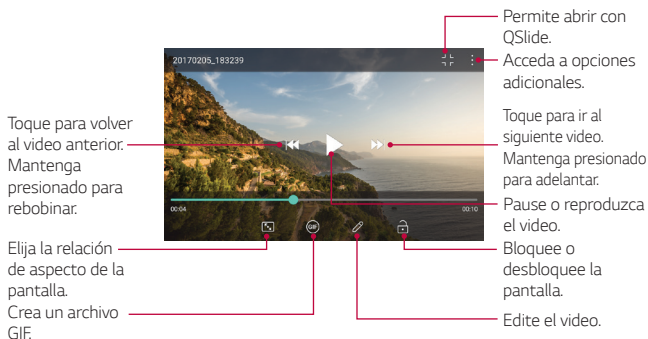 Permite abrir con
QSlide.
Acceda a opciones
adicionales.
20170205_183239
Toque para volver
al video anterior.
Mantenga
presionado para
rebobinar.
Toque para ir al
siguiente video.
Mantenga presionado
para adelantar.
00:04
00:10
Pause o reproduzca
el video.
GIF
Elija la relación
de aspecto de la
pantalla.
Bloquee o
desbloquee la
pantalla.
Crea un archivo
GIF.
Edite el video.